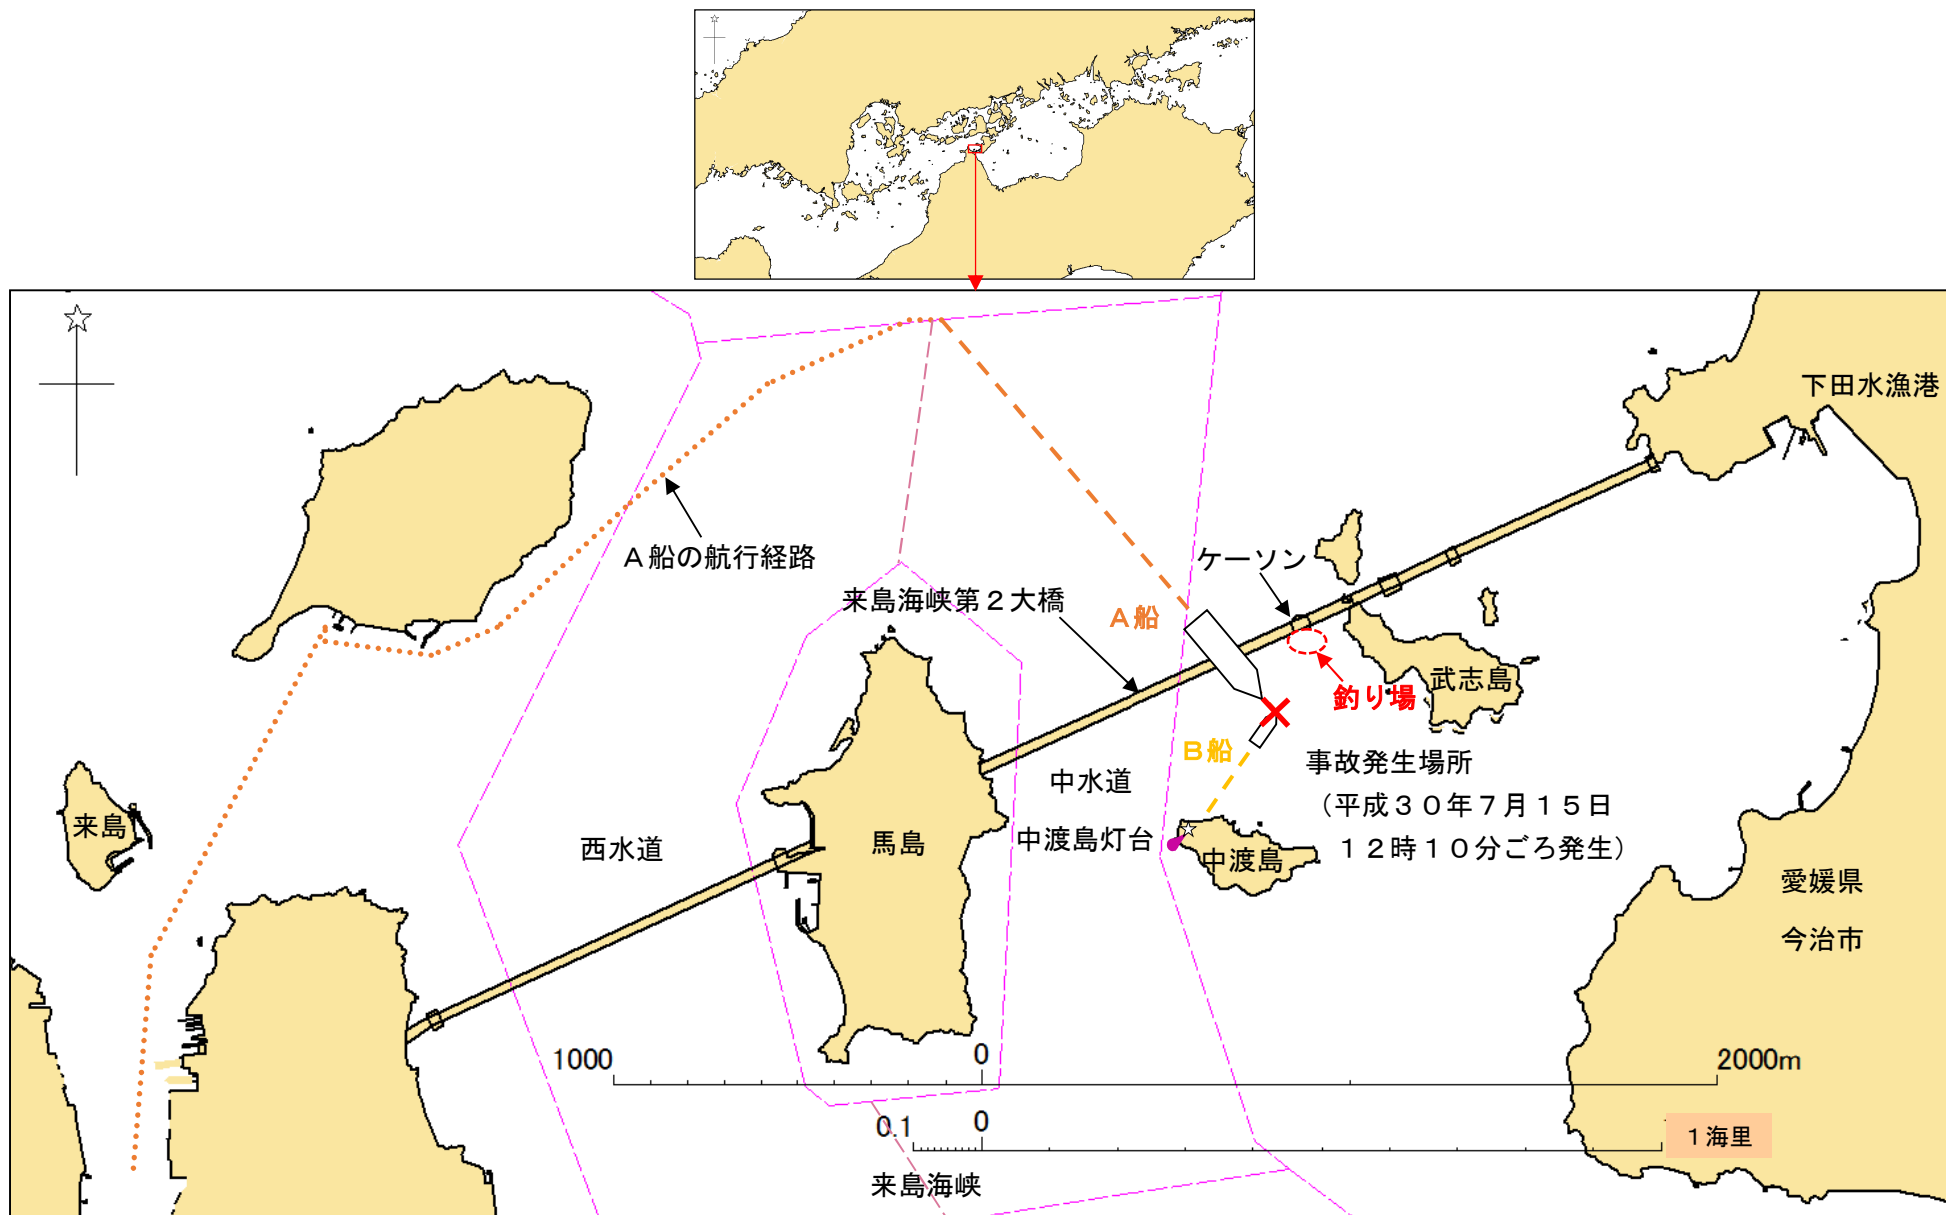 下田水漁港
A船の航行経路
ケーソン
来島海峡第2大橋
A船
釣り場
武志島
B船
事故発生場所
(平成30年7月15日
12時10分ごろ発生)
中水道
中渡島灯台
中渡島
来島
西水道
馬島
愛媛県
今治市
1000 0 2000m
0.1 0 1海里
来島海峡